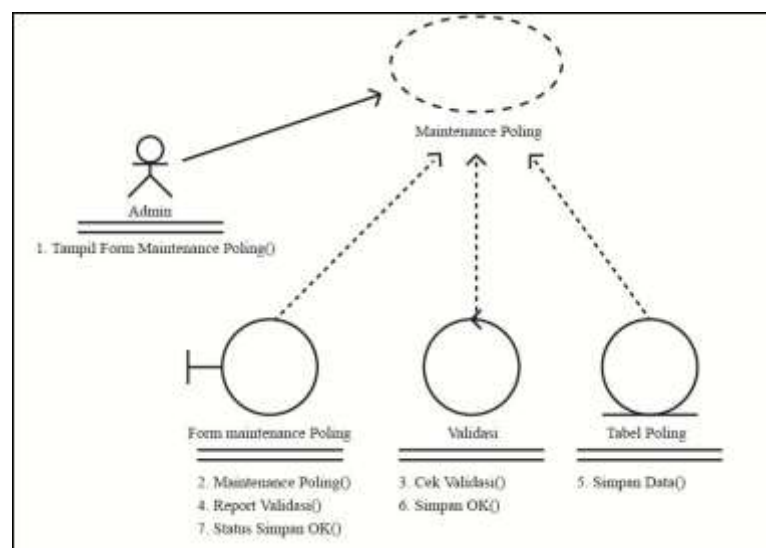 Maintenance Poling
Admin
1. Tampil Form Maintenance Poling()
Form maintenance Poling
2. Maintenance Poling()
4. Report Validasi()
7. Status Simpan OK()
Validasi
3. Cek Validasi()
6. Simpan OK()
Tabel Poling
5. Simpan Data()